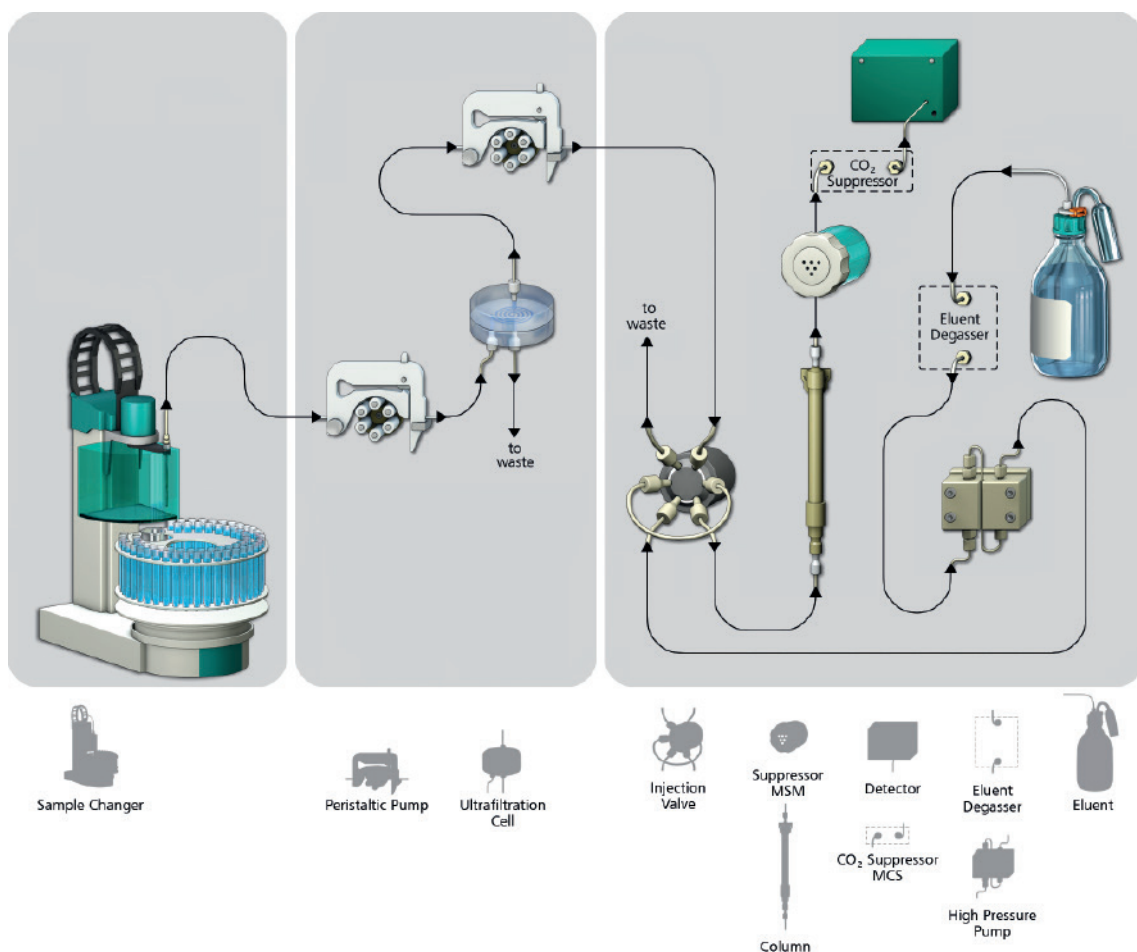 CO₂
Suppressor
Eluent
Degasser
to
waste
to
waste
Sample Changer
Peristaltic Pump
Ultrafiltration
Cell
Injection
Valve
Suppressor
MSM
Detector
Eluent
Degasser
Eluent
CO₂ Suppressor
MCS
High Pressure
Pump
Column